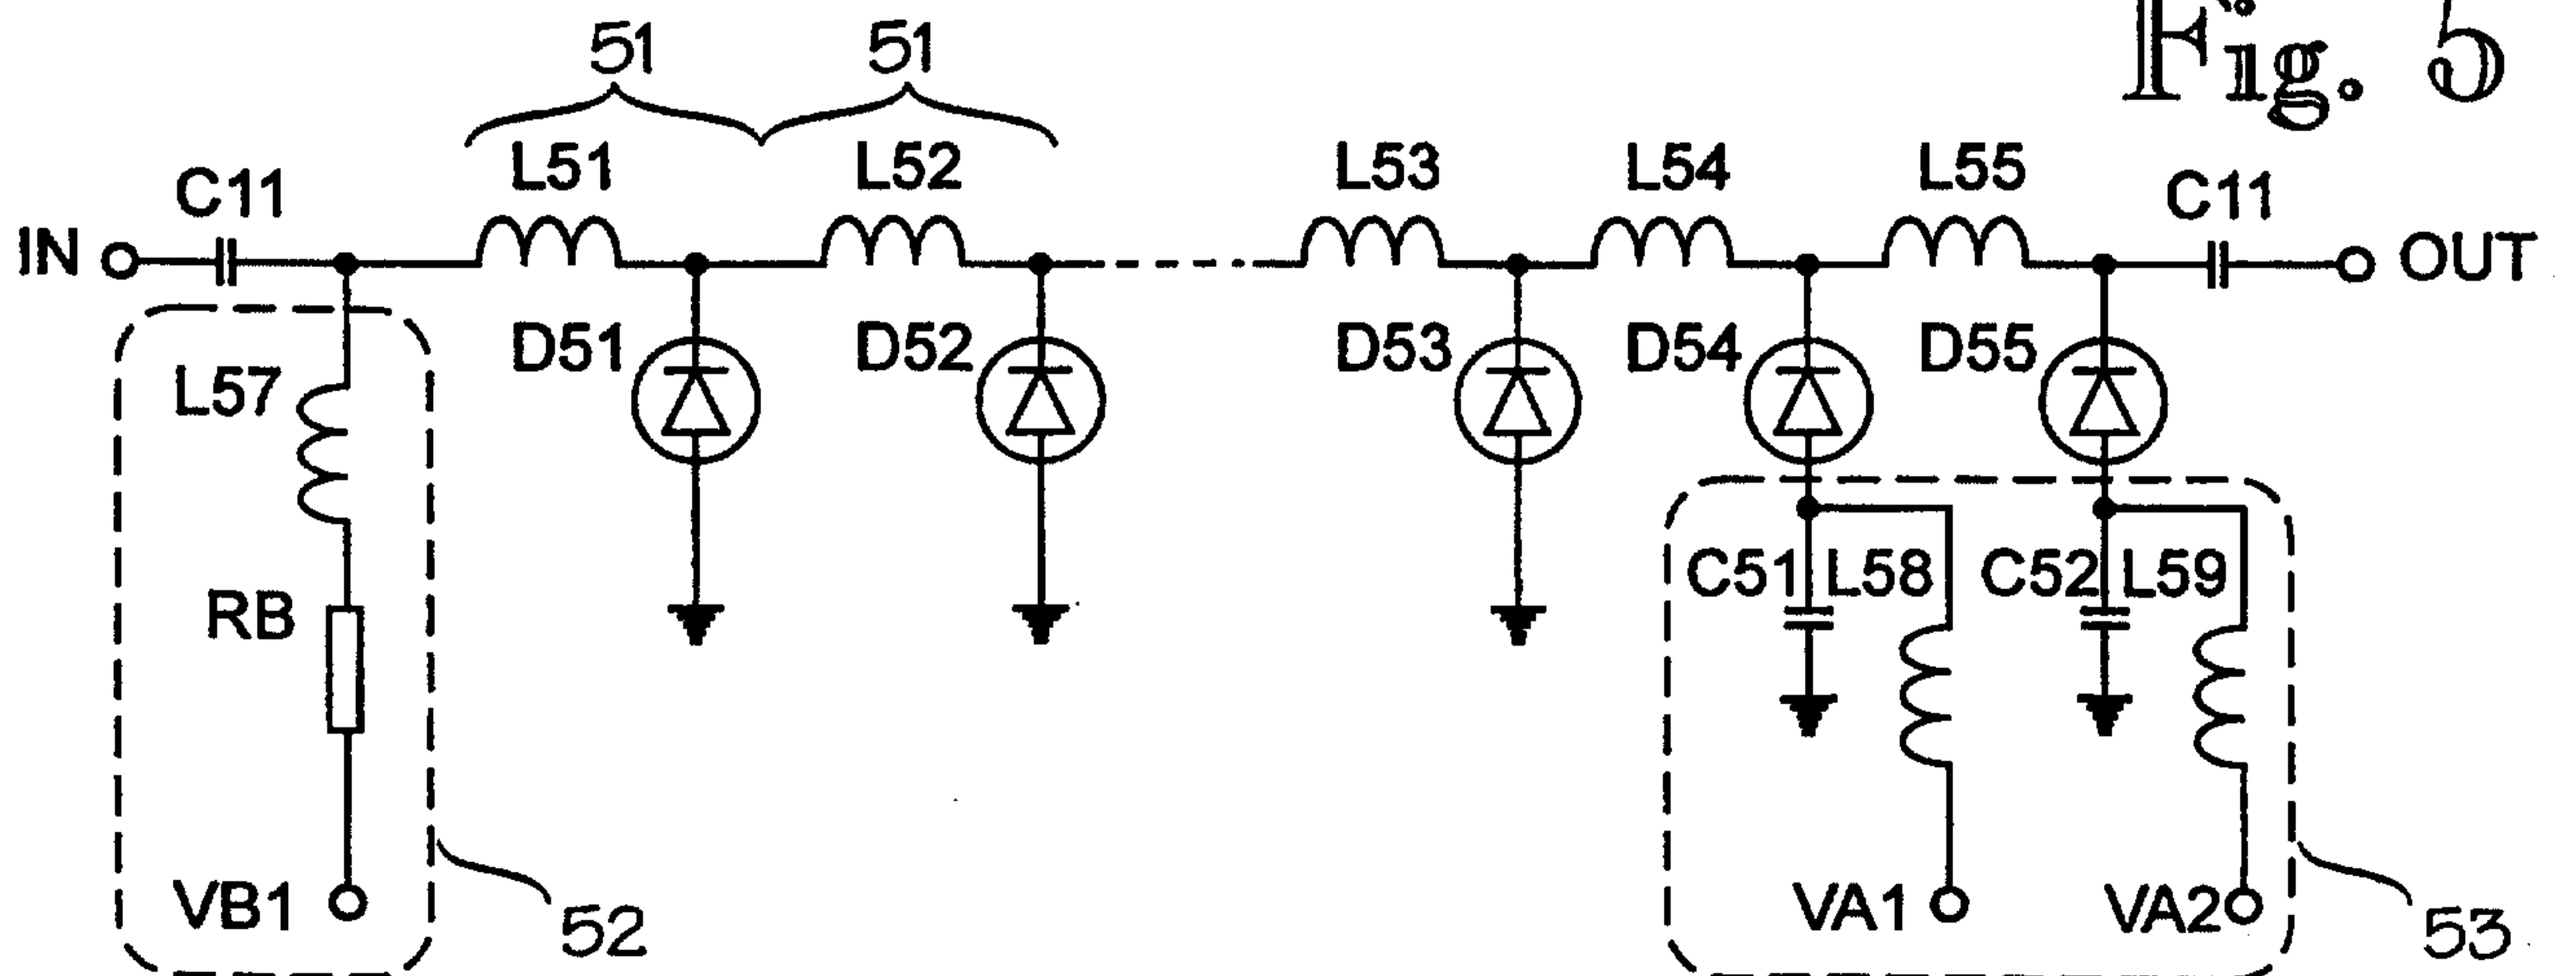 Fig. 5
51 51
L51 L52 L53 L54 L55
C11 C11
IN OUT
D51 D52 D53 D54 D55
L57
C51 L58 C52 L59
RB
VB1 VA1 VA2
52 53